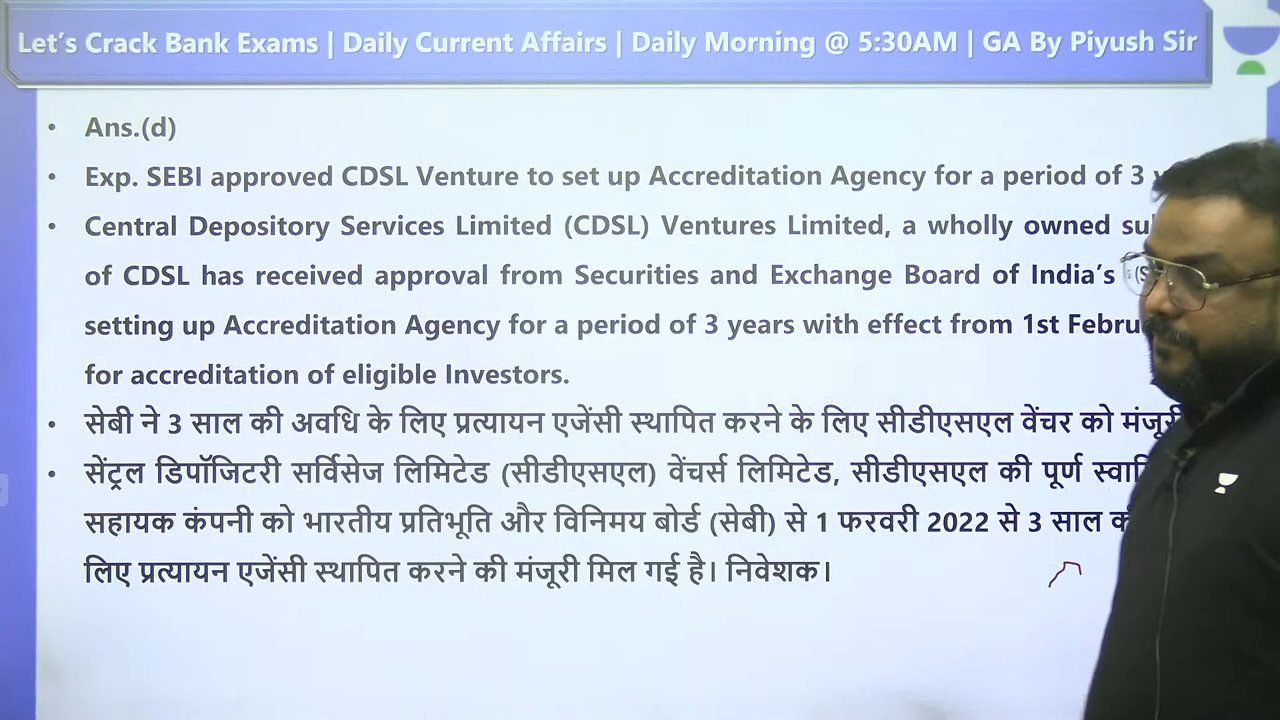 Let's Crack Bank Exams | Daily Current Affairs | Daily Morning @ 5:30AM | GA By Piyush Sir
• Ans.(d)
• Exp. SEBI approved CDSL Venture to set up Accreditation Agency for a period of 3
• Central Depository Services Limited (CDSL) Ventures Limited, a wholly owned
of CDSL has received approval from Securities and Exchange Board of India's
setting up Accreditation Agency for a period of 3 years with effect from 1st
for accreditation of eligible Investors.
• सेबी ने 3 साल की अवधि के लिए प्रत्यायन एजेंसी स्थापित करने के लिए सीडीएसएल वेंचर को मंजूरी
• सेंट्रल डिपॉजिटरी सर्विसेज लिमिटेड (सीडीएसएल) वेंचर्स लिमिटेड, सीडीएसएल की पूर्ण
सहायक कंपनी को भारतीय प्रतिभूति और विनिमय बोर्ड (सेबी) से 1 फरवरी 2022 से 3 साल
लिए प्रत्यायन एजेंसी स्थापित करने की मंजूरी मिल गई है। निवेशक।